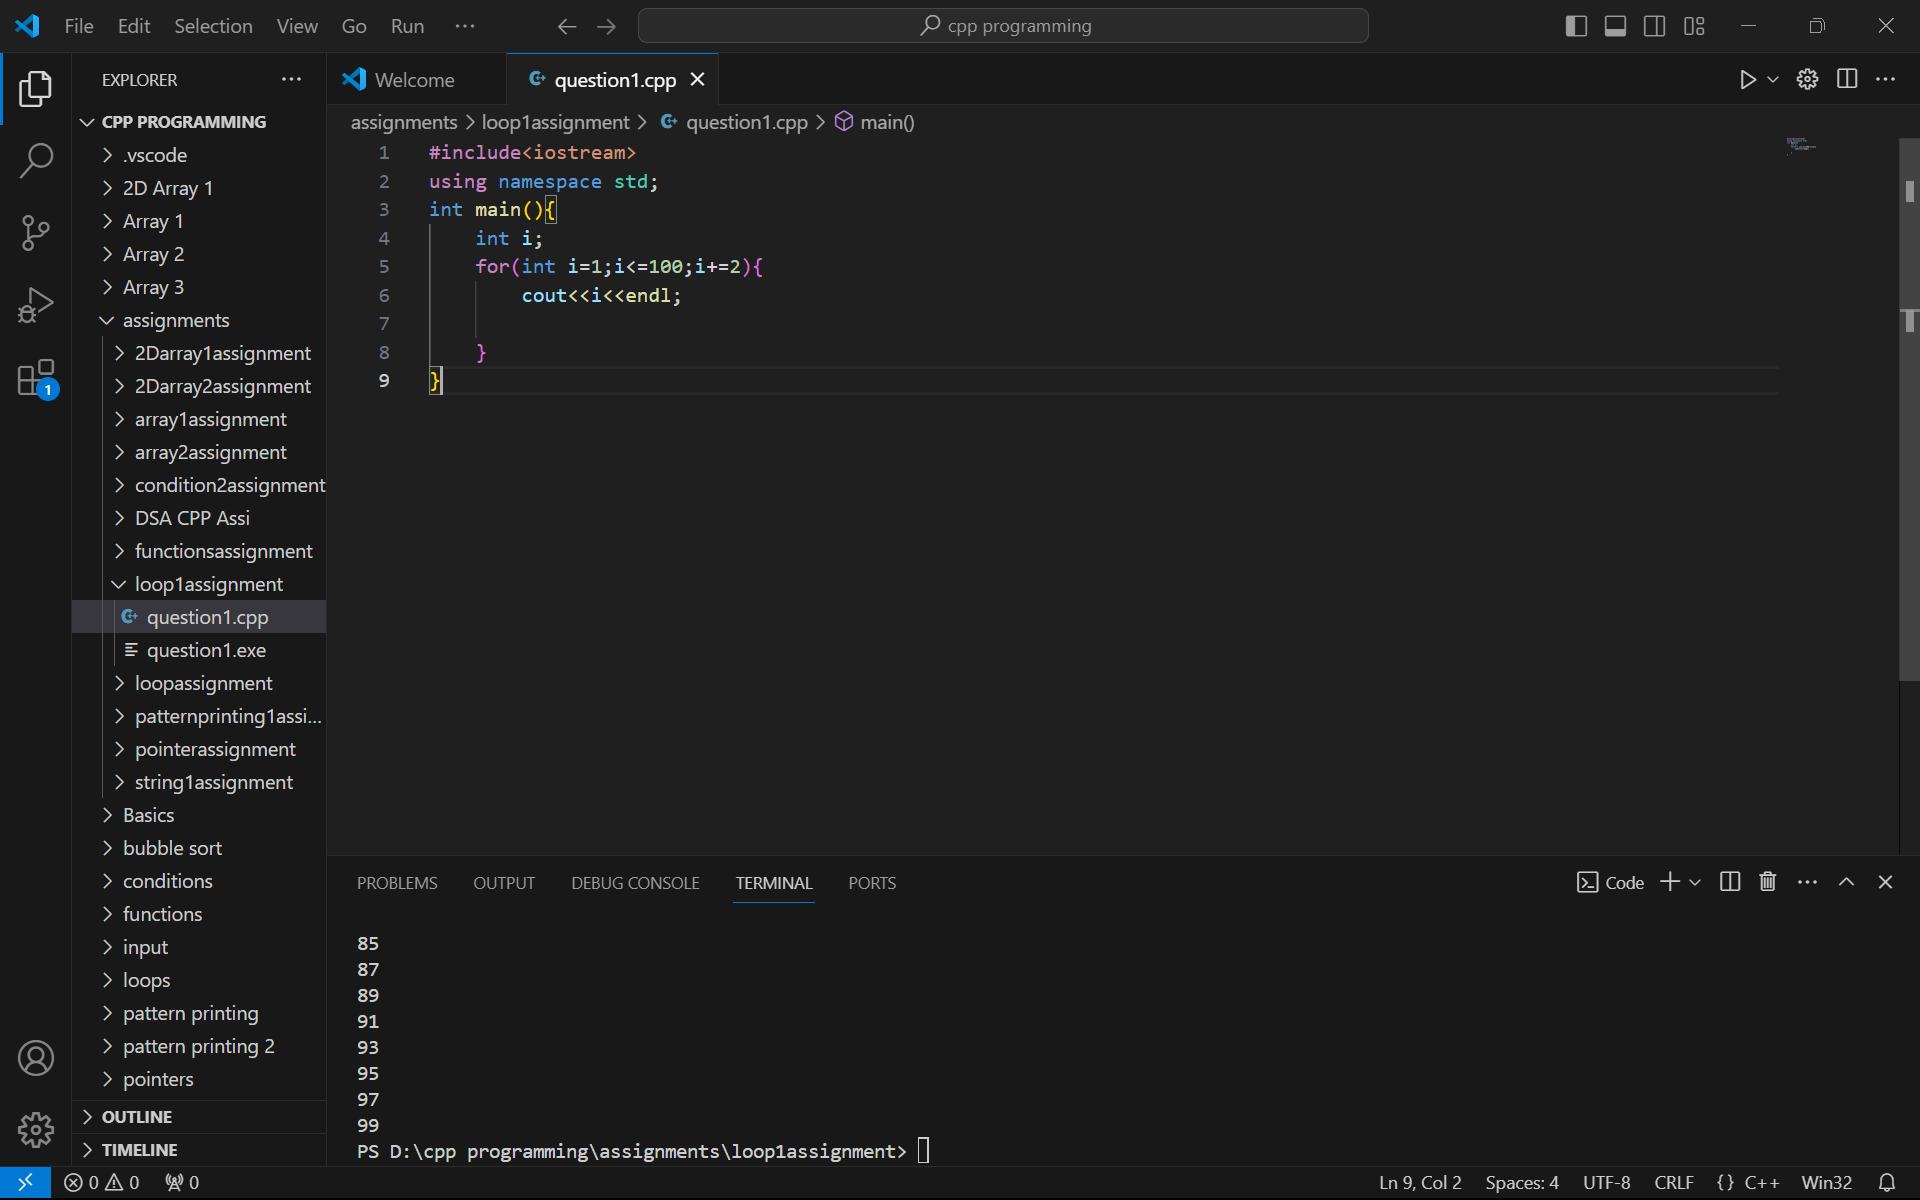 File Edit Selection View Go Run ··· cpp programming
EXPLORER ···
CPP PROGRAMMING
.vscode
2D Array 1
Array 1
Array 2
Array 3
assignments
2Darray1assignment
2Darray2assignment
array1assignment
array2assignment
condition2assignment
DSA CPP Assi
functionsassignment
loop1assignment
question1.cpp
question1.exe
loopassignment
patternprinting1assi...
pointerassignment
string1assignment
Basics
bubble sort
conditions
functions
input
loops
pattern printing
pattern printing 2
pointers
OUTLINE
TIMELINE
1
Welcome question1.cpp
assignments > loop1assignment > question1.cpp > main()
1 #include<iostream>
2 using namespace std;
3 int main(){
4 int i;
5 for(int i=1;i<=100;i+=2){
6 cout<<i<<endl;
7
8 }
9 }
PROBLEMS OUTPUT DEBUG CONSOLE TERMINAL PORTS Code
85
87
89
91
93
95
97
99
PS D:\cpp programming\assignments\loop1assignment>
0 0 0 Ln 9, Col 2 Spaces: 4 UTF-8 CRLF {} C++ Win32